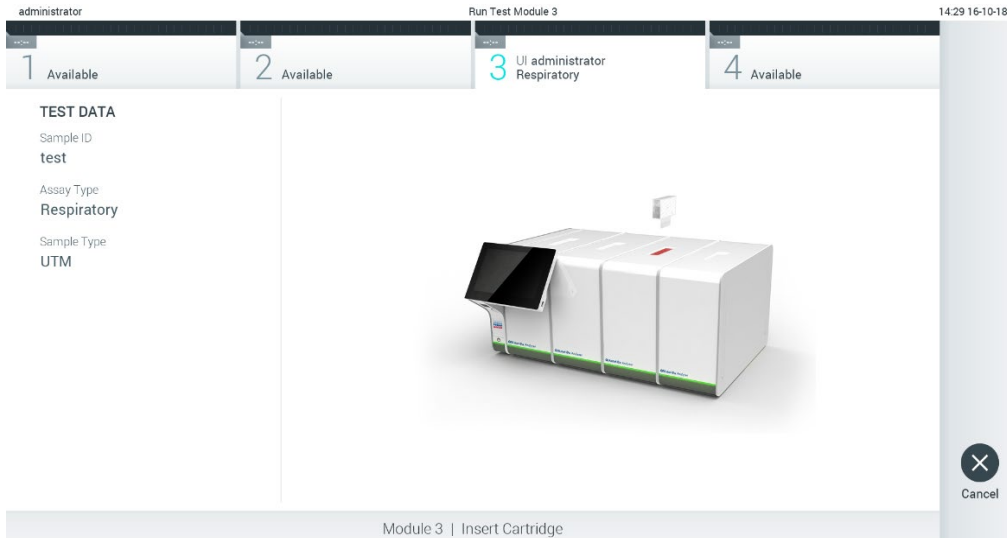 administrator
Run Test Module 3
14:29 16-10-18
--:--
--:--
--:--
--:--
1 Available
2 Available
3 UI administrator
Respiratory
4 Available
TEST DATA
Sample ID
test
Assay Type
Respiratory
Sample Type
UTM
Cancel
Module 3 | Insert Cartridge